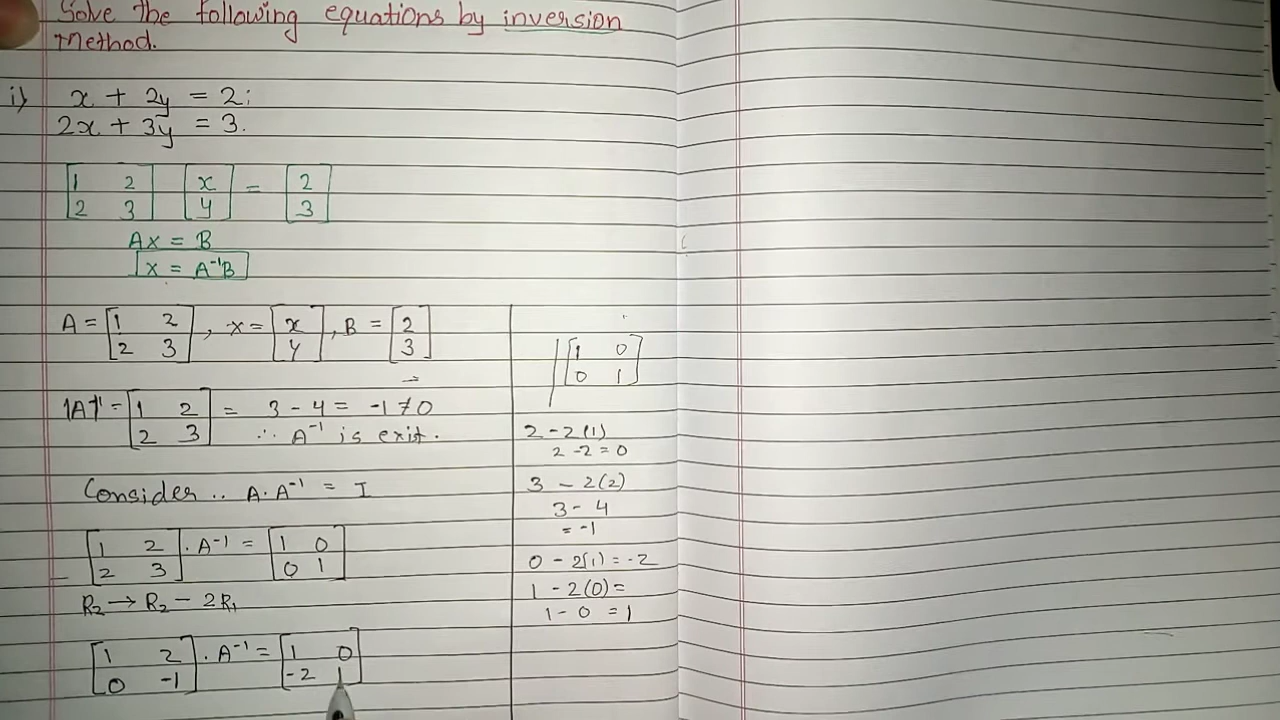 Solve the following equations by inversion
Method.
i) x + 2y = 2;
2x + 3y = 3.
[1 2 [x = [2
2 3] y] 3]
AX = B
X = A⁻¹B
A = [1 2 , X = [x , B = [2
2 3] y] 3]
|A| = [1 2 = 3 - 4 = -1 ≠ 0
2 3] ∴ A⁻¹ is exist.
Consider .. A·A⁻¹ = I
[1 2 · A⁻¹ = [1 0
2 3] 0 1]
R₂ → R₂ - 2R₁
[1 2 · A⁻¹ = [1 0
0 -1] -2 1]
[1 0
0 1]
2 - 2(1)
2 - 2 = 0
3 - 2(2)
3 - 4
= -1
0 - 2(1) = -2
1 - 2(0) =
1 - 0 = 1